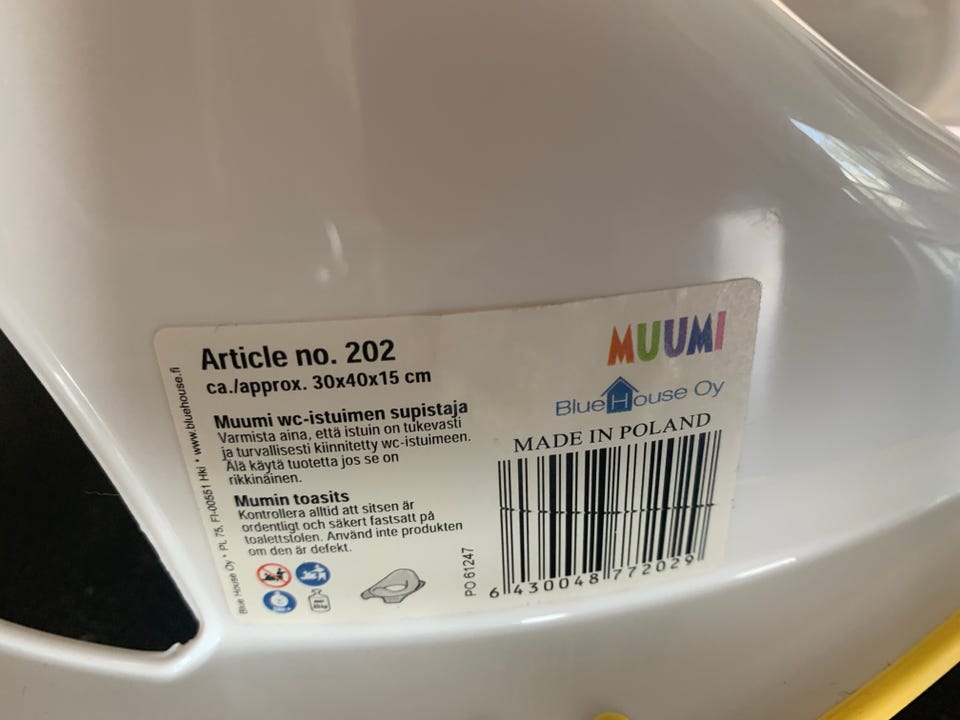 Article no. 202
ca./approx. 30x40x15 cm
Muumi wc-istuimen supistaja
Varmista aina, että istuin on tukevasti
ja turvallisesti kiinnitetty wc-istuimeen.
Älä käytä tuotetta jos se on
rikkinäinen.
Mumin toasits
Kontrollera alltid att sitsen är
ordentligt och säkert fastsatt på
toalettstolen. Använd inte produkten
om den är defekt.
Blue House Oy • PL 75, FI-00551 Hki • www.bluehouse.fi
MUUMI
BlueHouse Oy
MADE IN POLAND
PO 61247
6 430048 772029